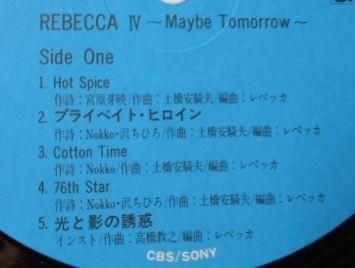 REBECCA Ⅳ ～Maybe Tomorrow～
Side One
1. Hot Spice
作詩：宮原芽映/作曲：土橋安騎夫/編曲：レベッカ
2. プライベイト・ヒロイン
作詩：Nokko・沢ちひろ/作曲：土橋安騎夫/編曲：レベッカ
3. Cotton Time
作詩：Nokko/作曲：土橋安騎夫/編曲：レベッカ
4. 76th Star
作詩：Nokko・沢ちひろ/作曲：土橋安騎夫/編曲：レベッカ
5. 光と影の誘惑
インスト/作曲：高橋教之/編曲：レベッカ
CBS/SONY